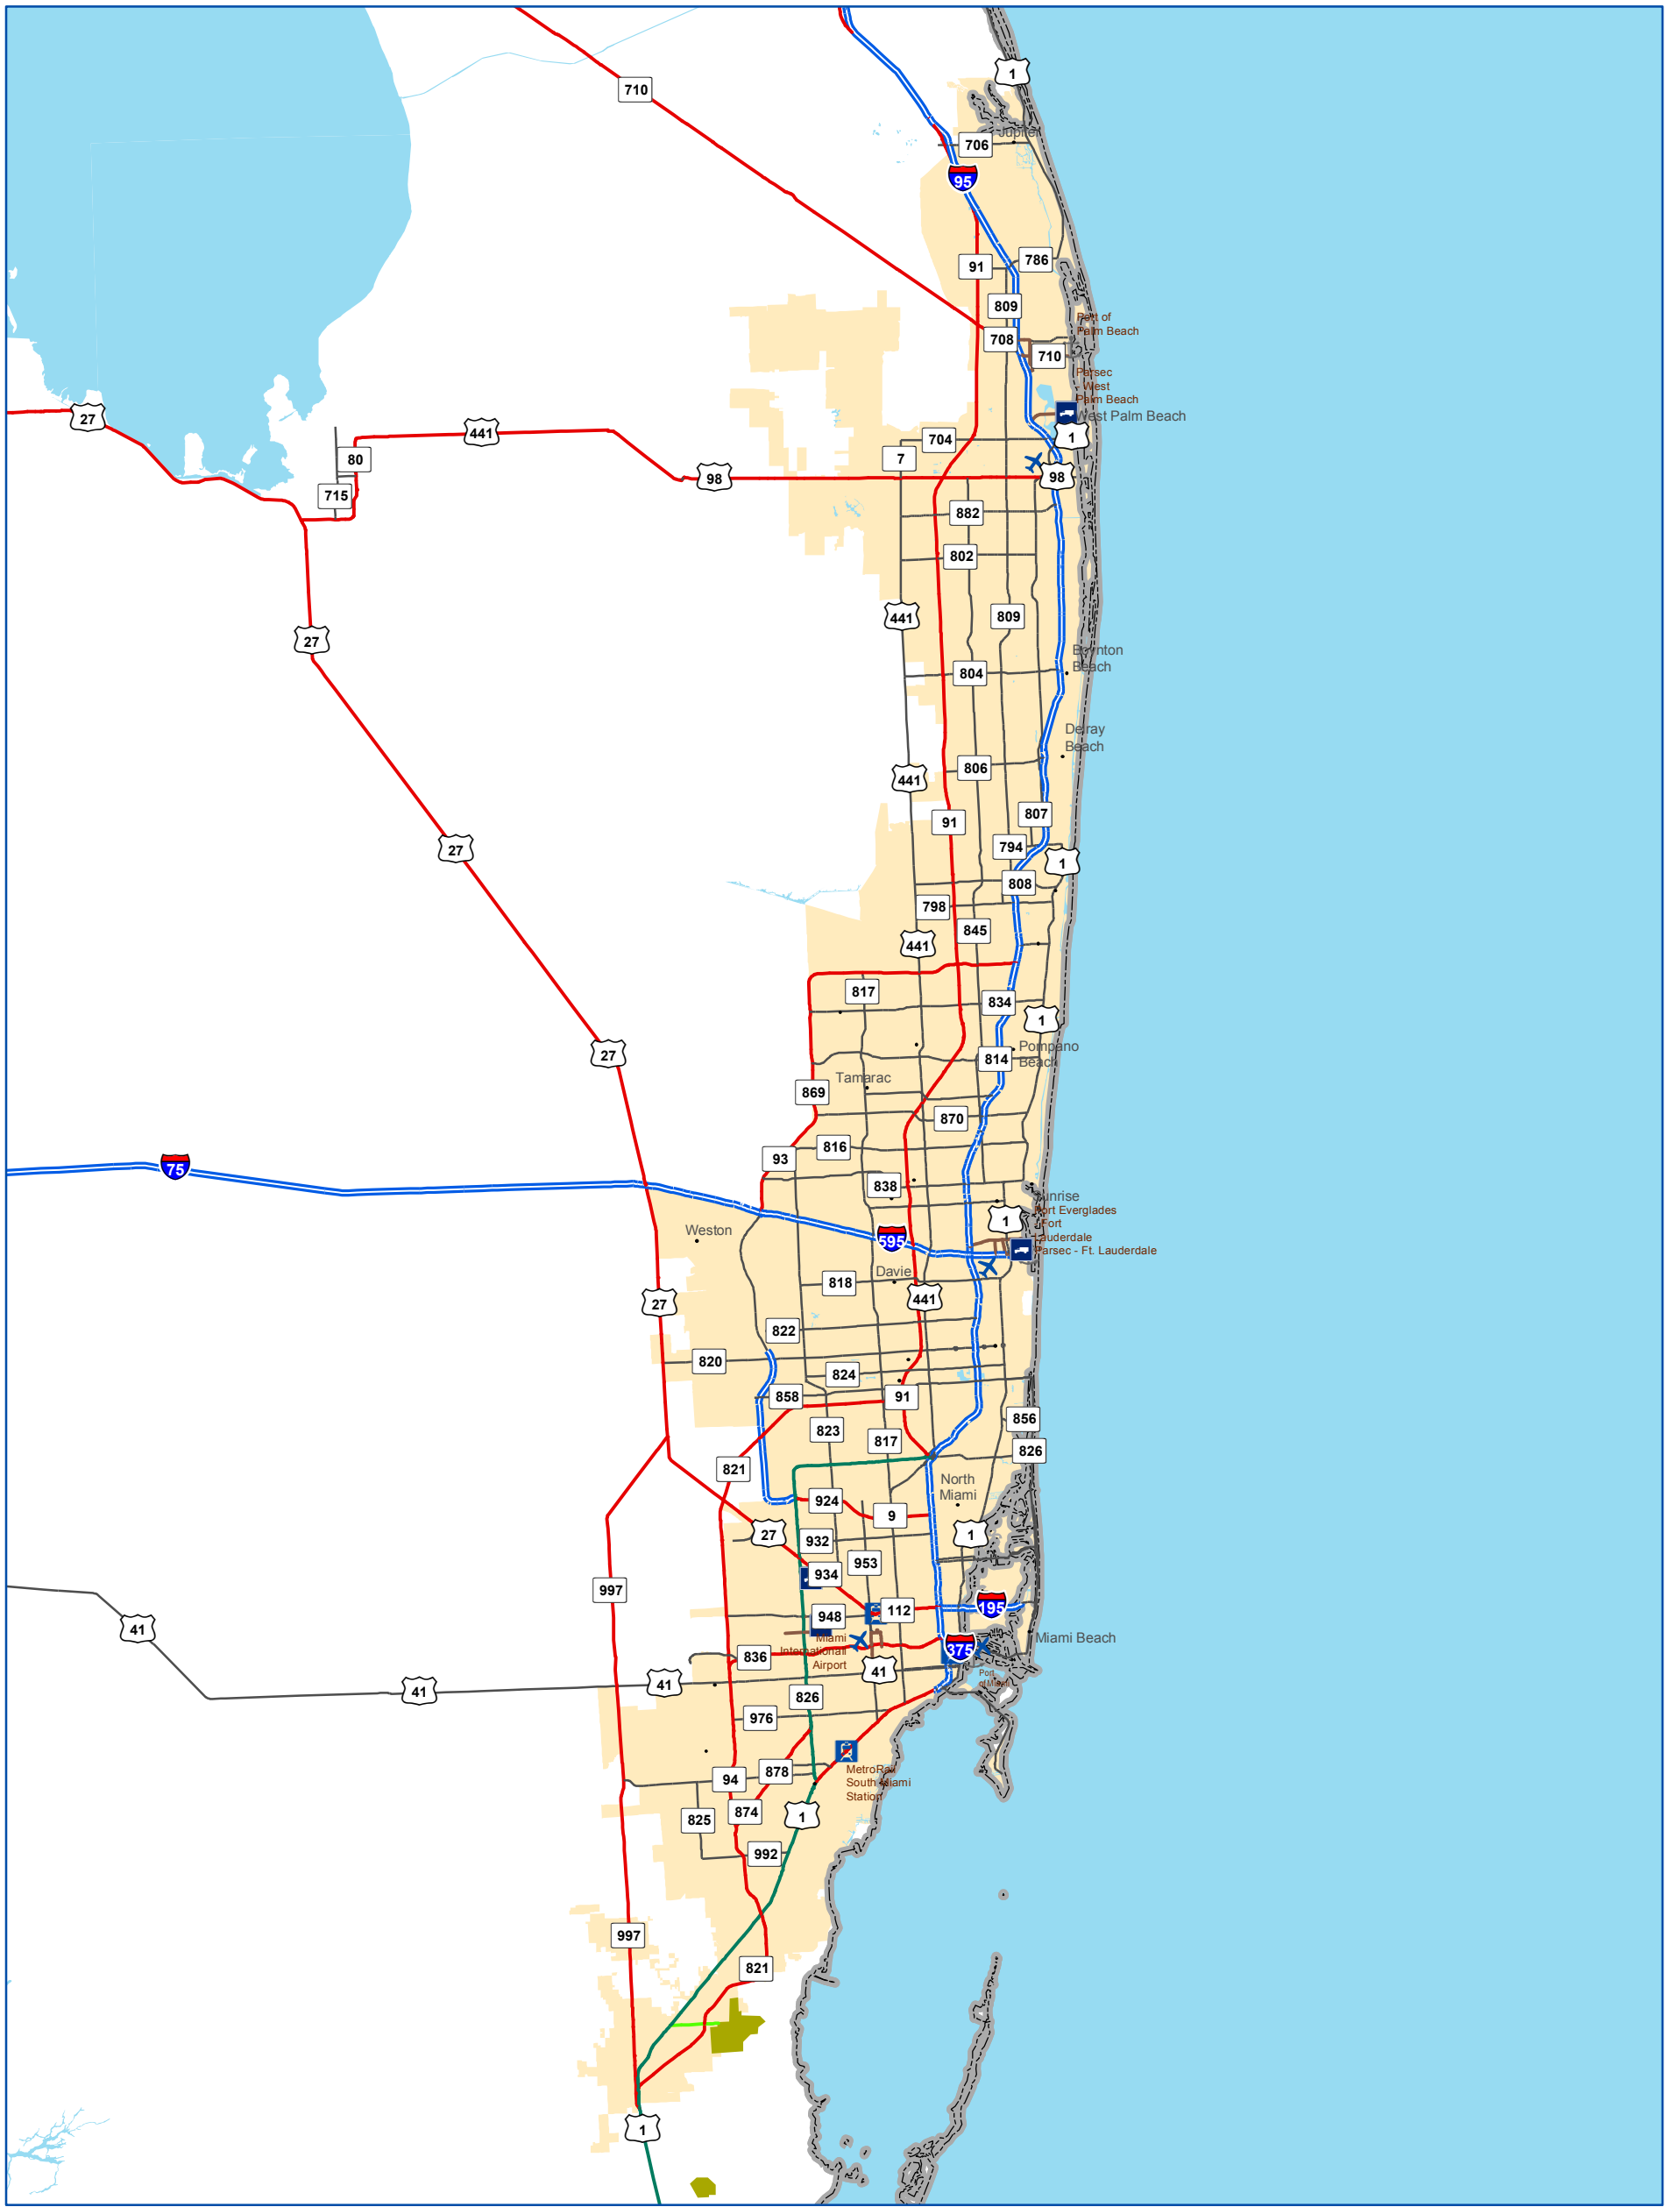 1
710
Jupiter
706
95
786
91
809
Port of
Palm Beach
708
710
Parsec
- West
Palm Beach
West Palm Beach
27
441
1
704
80
7
98
98
715
882
802
441
809
27
Boynton
Beach
804
Delray
Beach
806
441
807
91
794
27
1
808
798
845
441
817
834
1
Pompano
Beach
814
27
Tamarac
869
870
816
93
75
838
Sunrise
Port Everglades
- Fort
Lauderdale
Parsec - Ft. Lauderdale
1
Weston
595
Davie
818
441
27
822
820
824
858
91
856
823
817
826
821
North
Miami
924
9
27
1
932
953
934
997
195
112
948
41
Miami
International
Airport
Miami Beach
375
836
41
41
41
Port
of Miami
826
976
MetroRail
South Miami
Station
878
94
874
825
1
992
997
821
1